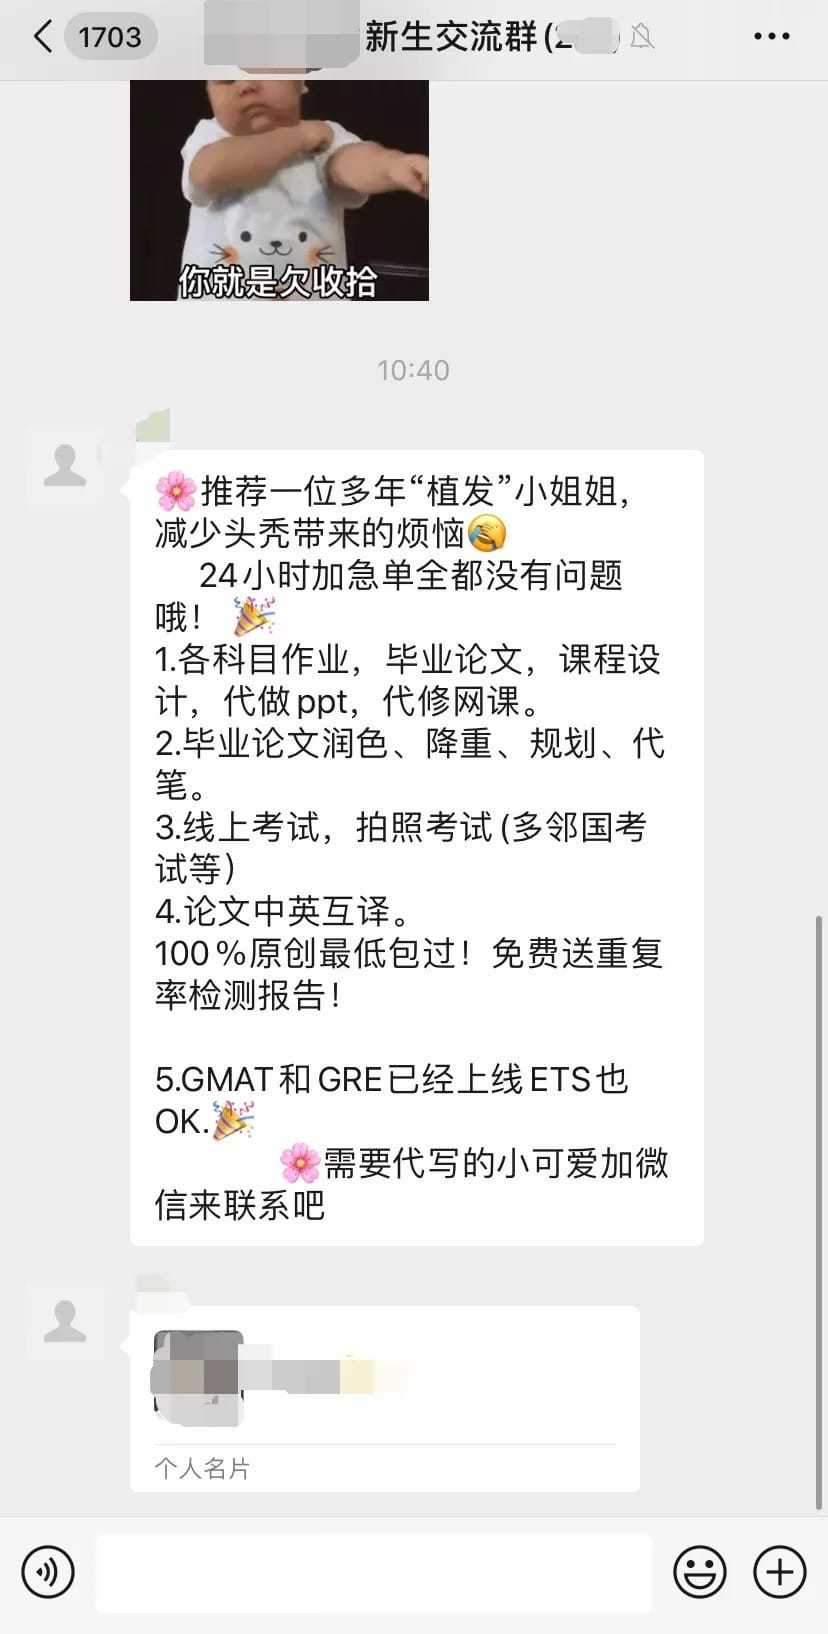 1703
新生交流群(2
你就是欠收拾
10:40
🌸推荐一位多年“植发”小姐姐，
减少头秃带来的烦恼🤦
24小时加急单全都没有问题
哦！🎉
1.各科目作业，毕业论文，课程设
计，代做ppt，代修网课。
2.毕业论文润色、降重、规划、代
笔。
3.线上考试，拍照考试(多邻国考
试等）
4.论文中英互译。
100%原创最低包过！免费送重复
率检测报告！
5.GMAT和GRE已经上线ETS也
OK.🎉
🌸需要代写的小可爱加微
信来联系吧
个人名片